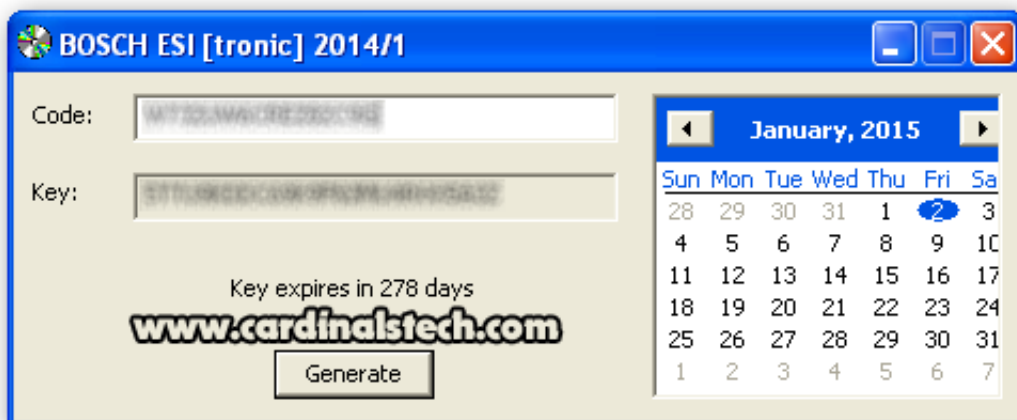 BOSCH ESI [tronic] 2014/1
Code:
Key:
Key expires in 278 days
www.cardinalstech.com
Generate
January, 2015
Sun Mon Tue Wed Thu Fri Sa
28 29 30 31 1 2 3
4 5 6 7 8 9 10
11 12 13 14 15 16 17
18 19 20 21 22 23 24
25 26 27 28 29 30 31
1 2 3 4 5 6 7